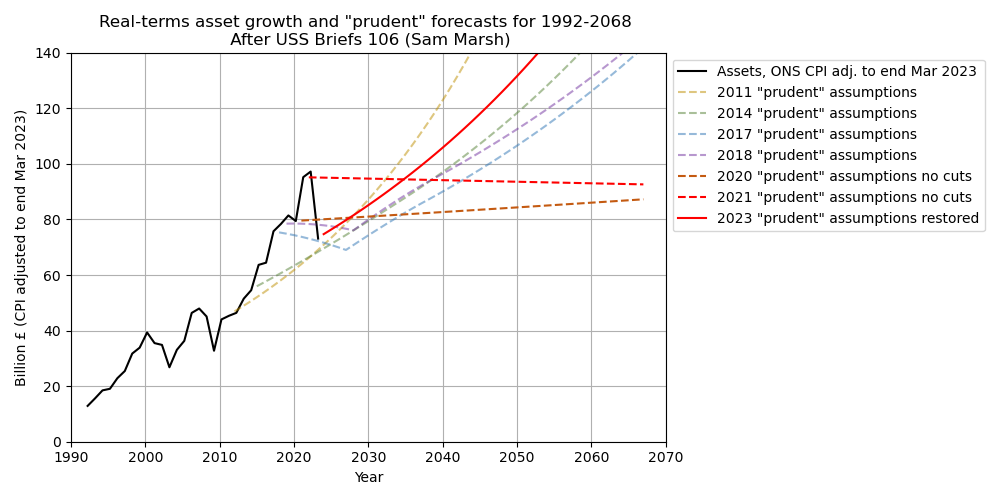 Real-terms asset growth and "prudent" forecasts for 1992-2068
After USS Briefs 106 (Sam Marsh)
Billion £ (CPI adjusted to end Mar 2023)
140
120
100
80
60
40
20
0
1990 2000 2010 2020 2030 2040 2050 2060 2070
Year
Assets, ONS CPI adj. to end Mar 2023
2011 "prudent" assumptions
2014 "prudent" assumptions
2017 "prudent" assumptions
2018 "prudent" assumptions
2020 "prudent" assumptions no cuts
2021 "prudent" assumptions no cuts
2023 "prudent" assumptions restored